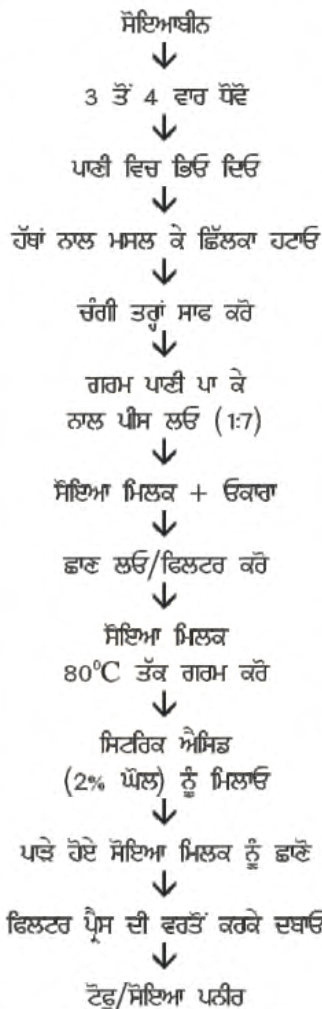 ਸੋਇਆਬੀਨ
3 ਤੋਂ 4 ਵਾਰ ਧੋਵੋ
ਪਾਣੀ ਵਿਚ ਭਿਓ ਦਿਓ
ਹੱਥਾਂ ਨਾਲ ਮਸਲ ਕੇ ਛਿੱਲਕਾ ਹਟਾਓ
ਚੰਗੀ ਤਰ੍ਹਾਂ ਸਾਫ ਕਰੋ
ਗਰਮ ਪਾਣੀ ਪਾ ਕੇ
ਨਾਲ ਪੀਸ ਲਓ (1:7)
ਸੋਇਆ ਮਿਲਕ + ਓਕਾਰਾ
ਛਾਣ ਲਓ/ਫਿਲਟਰ ਕਰੋ
ਸੋਇਆ ਮਿਲਕ
80°C ਤੱਕ ਗਰਮ ਕਰੋ
ਸਿਟਰਿਕ ਐਸਿਡ
(2% ਘੋਲ) ਨੂੰ ਮਿਲਾਓ
ਪਾੜੇ ਹੋਏ ਸੋਇਆ ਮਿਲਕ ਨੂੰ ਛਾਣੋ
ਫਿਲਟਰ ਪ੍ਰੈਸ ਦੀ ਵਰਤੋਂ ਕਰਕੇ ਦਬਾਓ
ਟੋਫੂ/ਸੋਇਆ ਪਨੀਰ